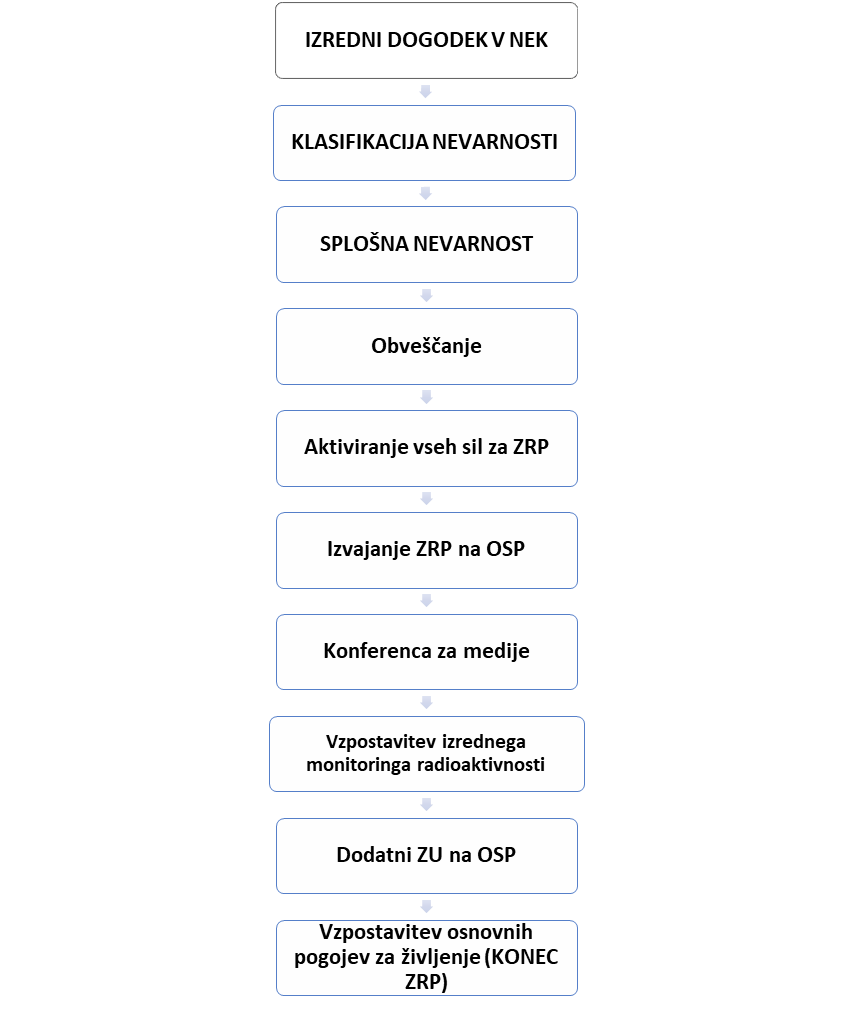 IZREDNI DOGODEK V NEK
KLASIFIKACIJA NEVARNOSTI
SPLOŠNA NEVARNOST
Obveščanje
Aktiviranje vseh sil za ZRP
Izvajanje ZRP na OSP
Konferenca za medije
Vzpostavitev izrednega
monitoringa radioaktivnosti
Dodatni ZU na OSP
Vzpostavitev osnovnih
pogojev za življenje (KONEC
ZRP)